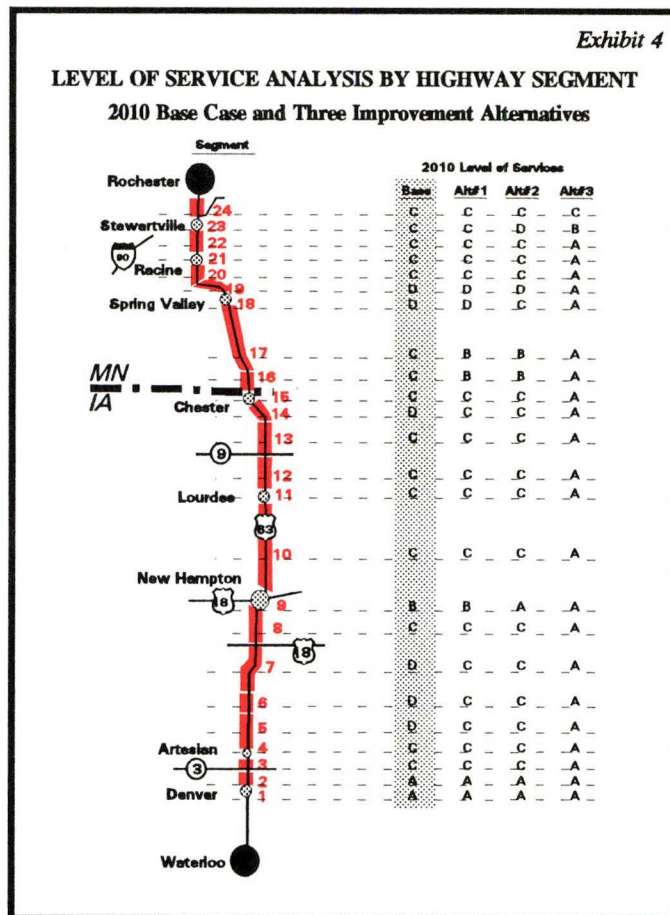 Exhibit 4
LEVEL OF SERVICE ANALYSIS BY HIGHWAY SEGMENT
2010 Base Case and Three Improvement Alternatives
Segment
2010 Level of Services
Base Alt#1 Alt#2 Alt#3
Rochester
24 C C C C
Stewartville 23 C C D B
22 C C C A
90
Racine 21 C C C A
20 C C C A
19 D D D A
Spring Valley 18 D D C A
17 C B B A
16 C B B A
MN
IA
15 C C C A
Chester
14 D C C A
13 C C C A
9
12 C C C A
Lourdee 11 C C C A
63
10 C C C A
New Hampton
18
9 B B A A
8 C C C A
18
7 D C C A
6 D C C A
5 D C C A
Artesian 4 C C C A
3 C C C A
3
2 A A A A
Denver 1 A A A A
Waterloo